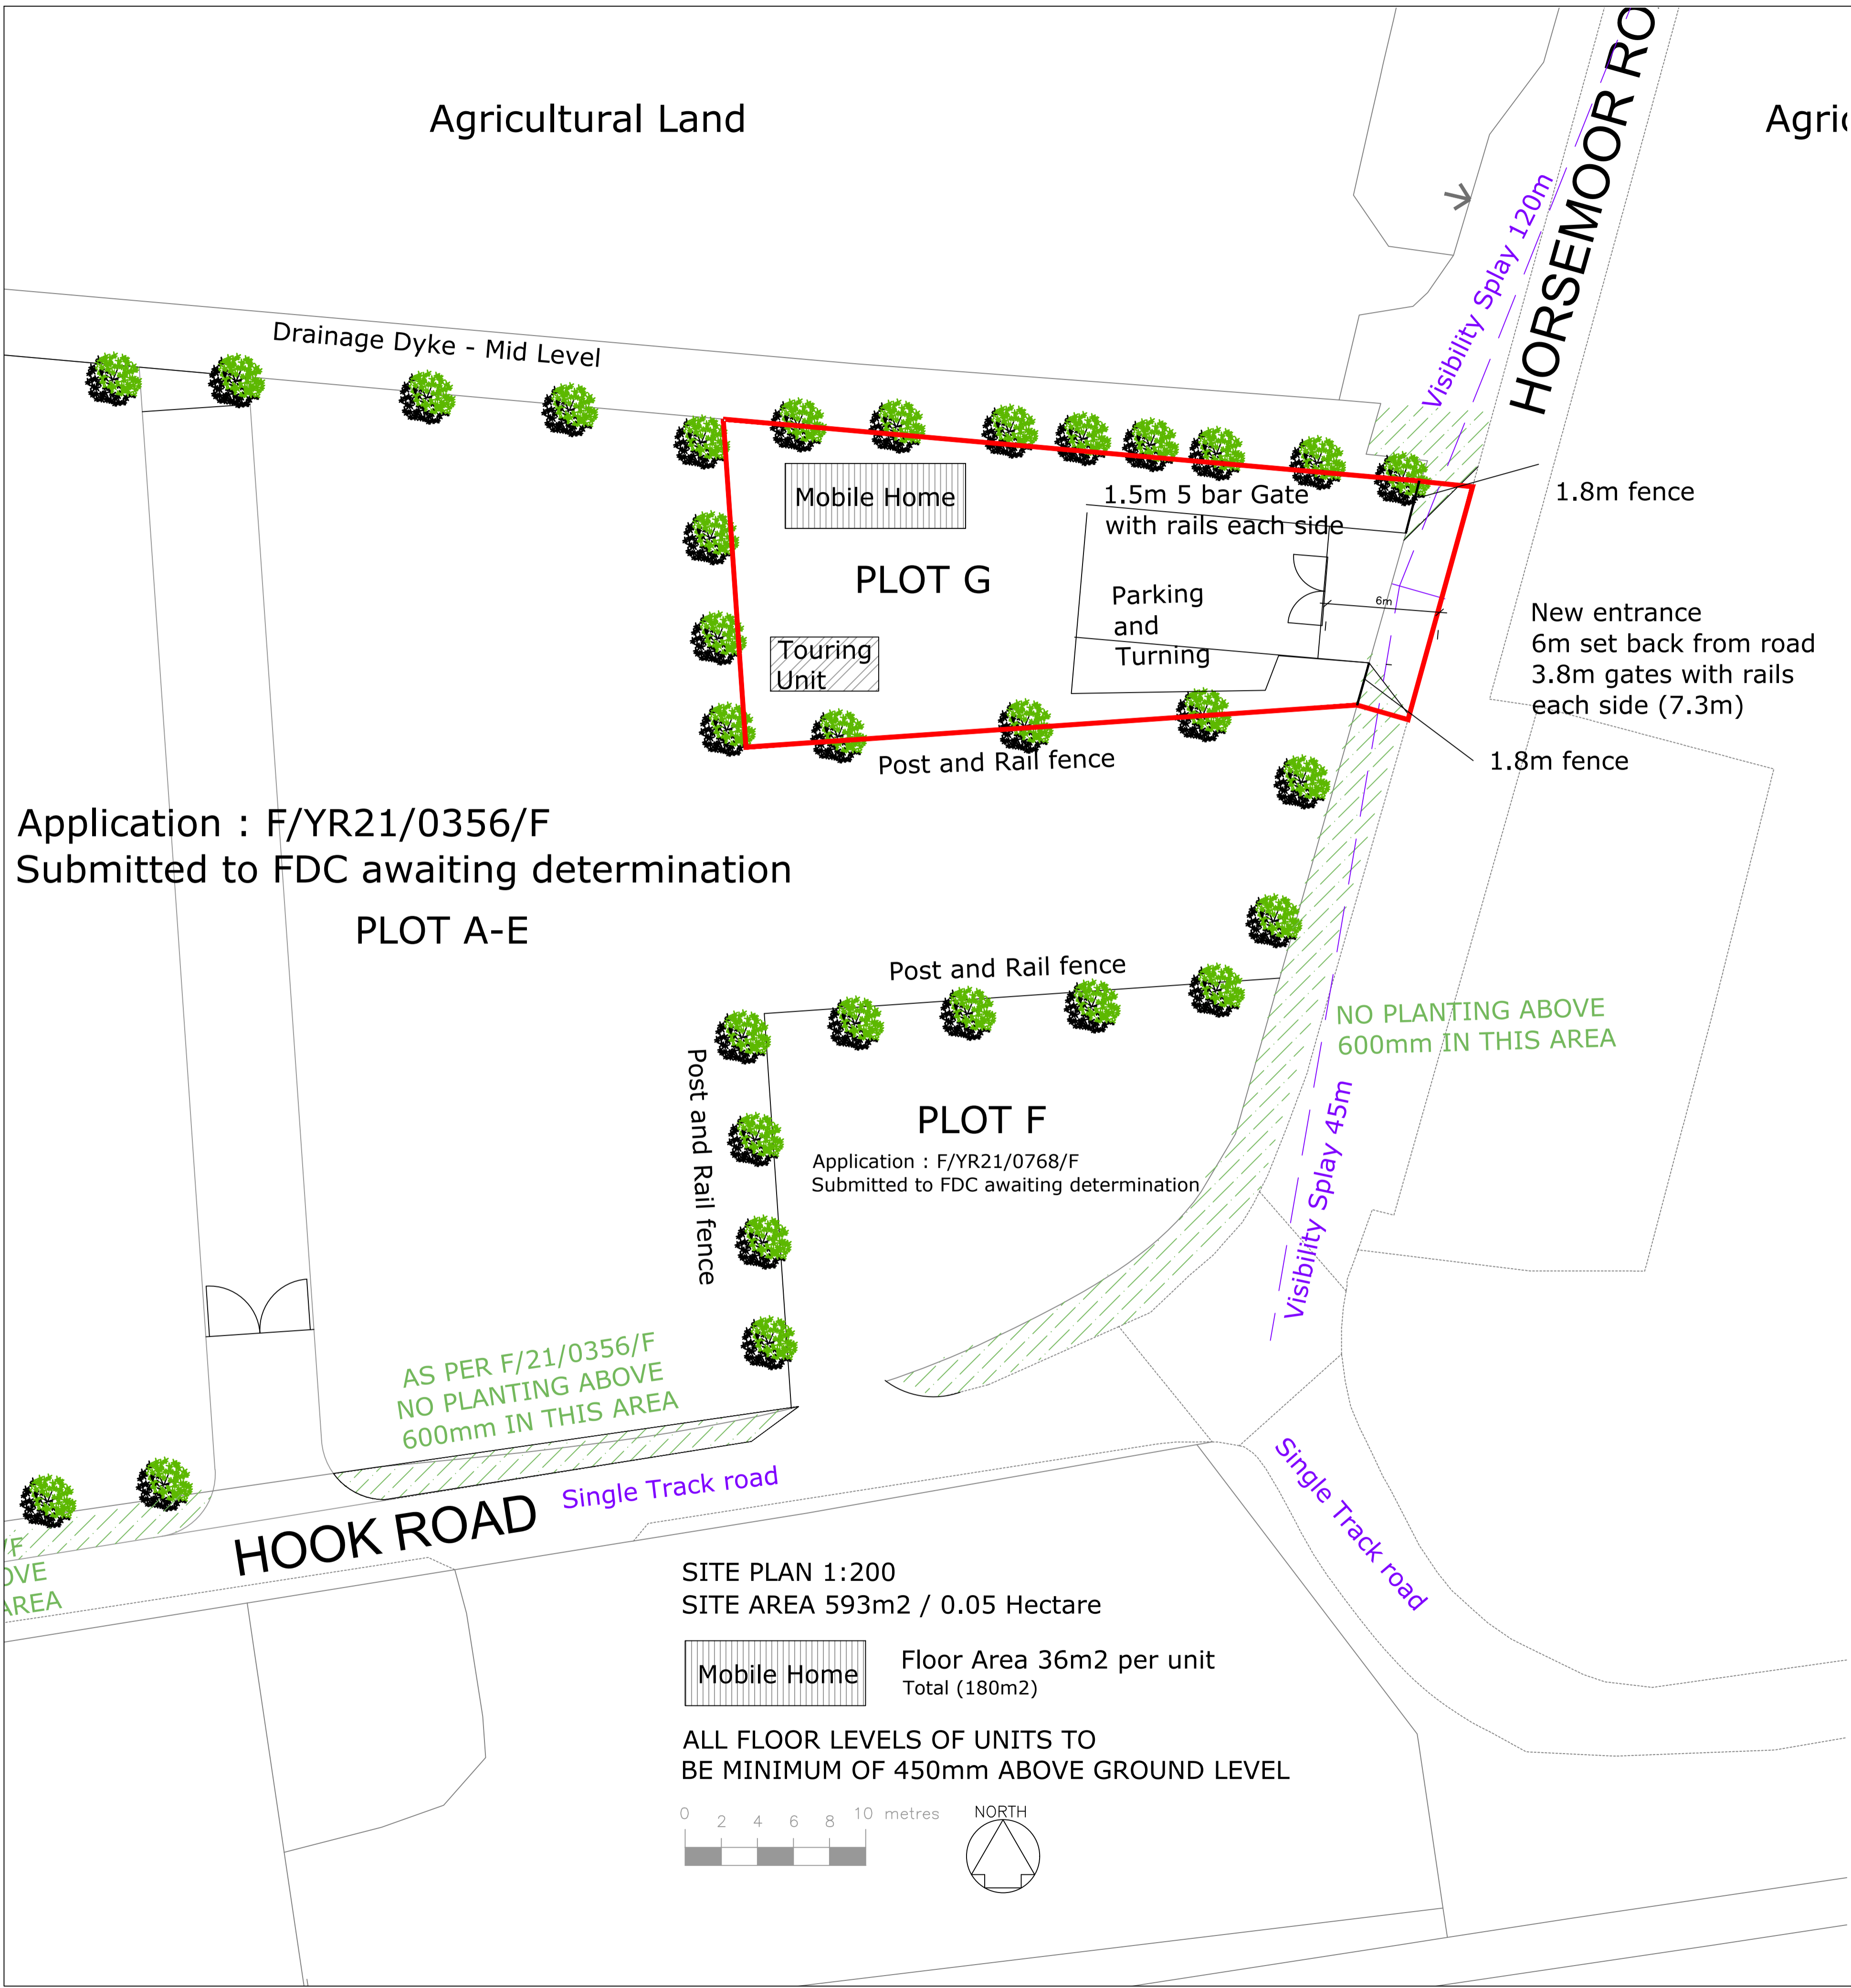 Agricultural Land
HORSEMOOR RO
Visibility Splay 120m
Drainage Dyke - Mid Level
Mobile Home
1.5m 5 bar Gate
with rails each side
1.8m fence
PLOT G
Parking
and
Turning
6m
New entrance
6m set back from road
3.8m gates with rails
each side (7.3m)
Touring
Unit
Post and Rail fence
1.8m fence
Application : F/YR21/0356/F
Submitted to FDC awaiting determination
PLOT A-E
Post and Rail fence
NO PLANTING ABOVE
600mm IN THIS AREA
Post and Rail fence
PLOT F
Application : F/YR21/0768/F
Submitted to FDC awaiting determination
Visibility Splay 45m
AS PER F/21/0356/F
NO PLANTING ABOVE
600mm IN THIS AREA
Single Track road
HOOK ROAD
Single Track road
/F
OVE
AREA
SITE PLAN 1:200
SITE AREA 593m2 / 0.05 Hectare
Mobile Home
Floor Area 36m2 per unit
Total (180m2)
ALL FLOOR LEVELS OF UNITS TO
BE MINIMUM OF 450mm ABOVE GROUND LEVEL
0 2 4 6 8 10 metres
NORTH